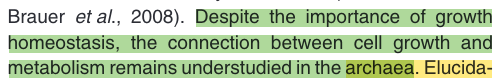 Brauer et al., 2008). Despite the importance of growth
homeostasis, the connection between cell growth and
metabolism remains understudied in the archaea. Elucida-